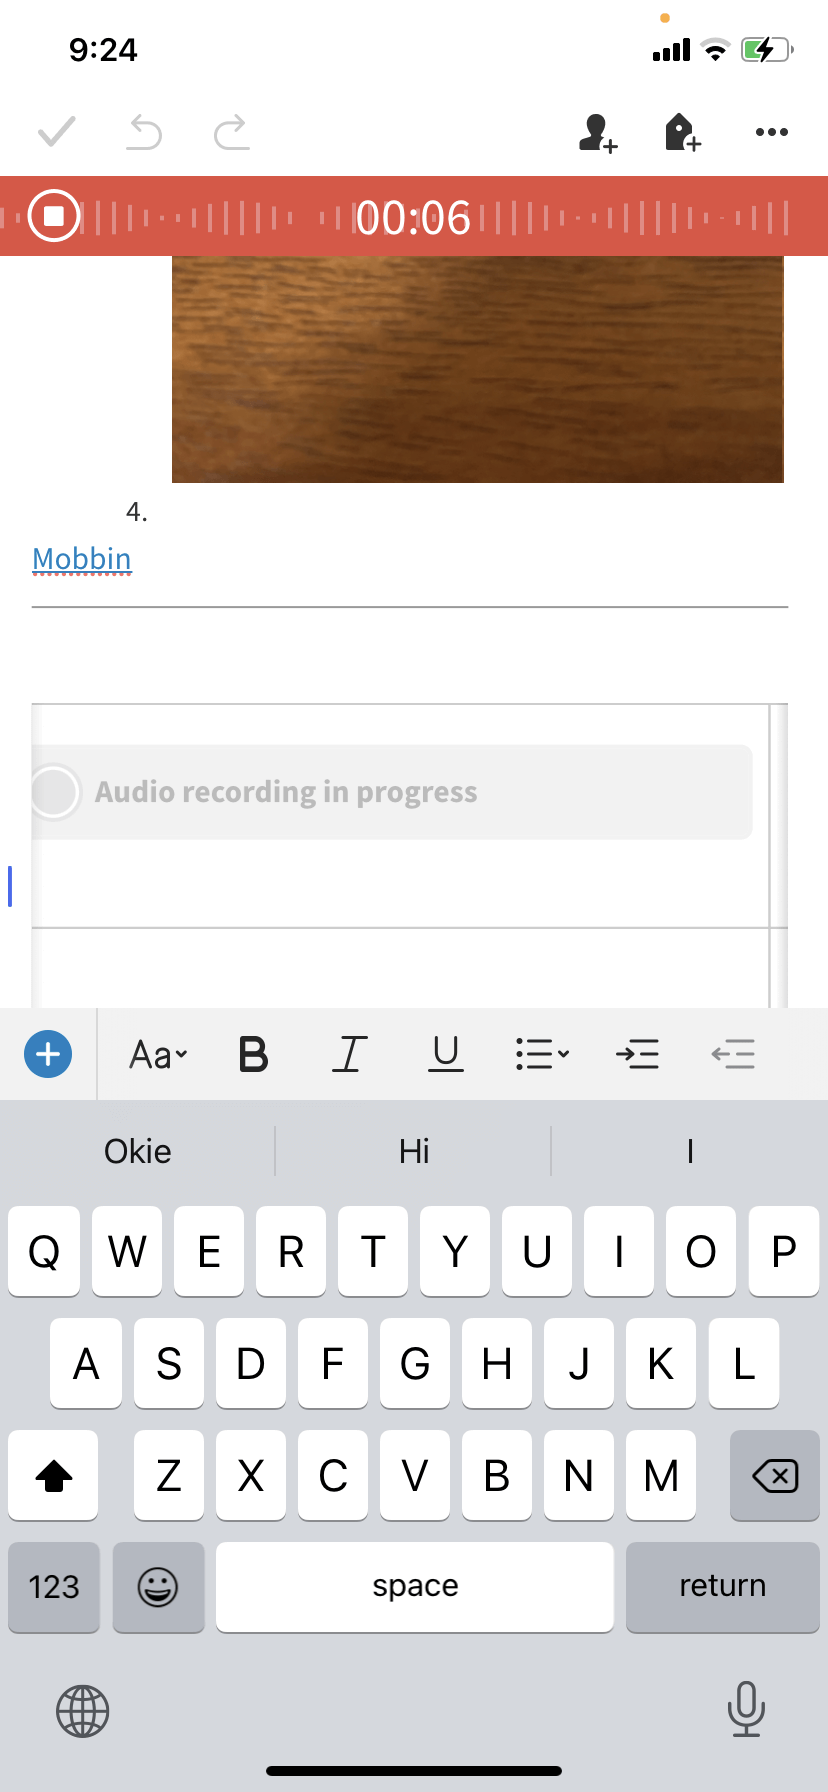 9:24
00:06
4.
Mobbin
Audio recording in progress
Aa B I U
Okie Hi I
Q W E R T Y U I O P
A S D F G H J K L
Z X C V B N M
123 space return